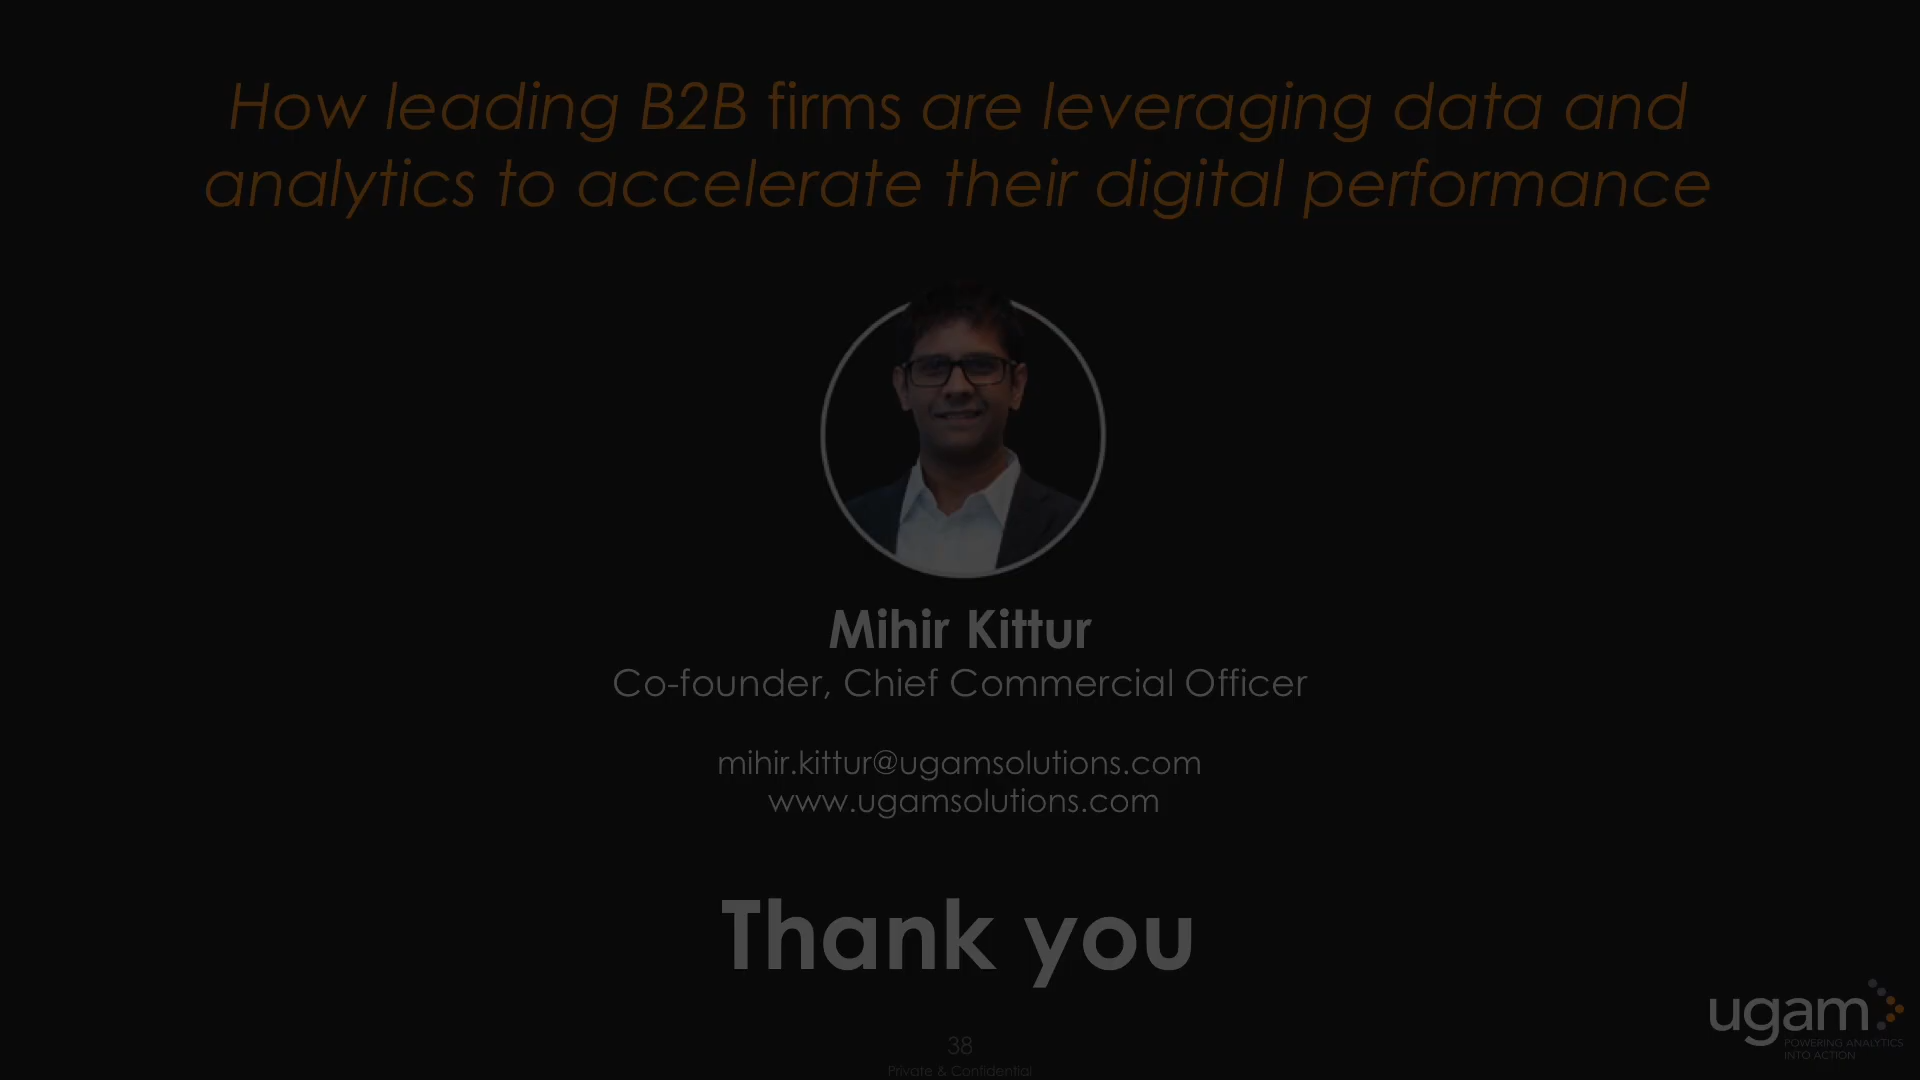 How leading B2B firms are leveraging data and
analytics to accelerate their digital performance
Mihir Kittur
Co-founder, Chief Commercial Officer
mihir.kittur@ugamsolutions.com
www.ugamsolutions.com
Thank you
ugam
POWERING ANALYTICS
INTO ACTION
38
Private & Confidential